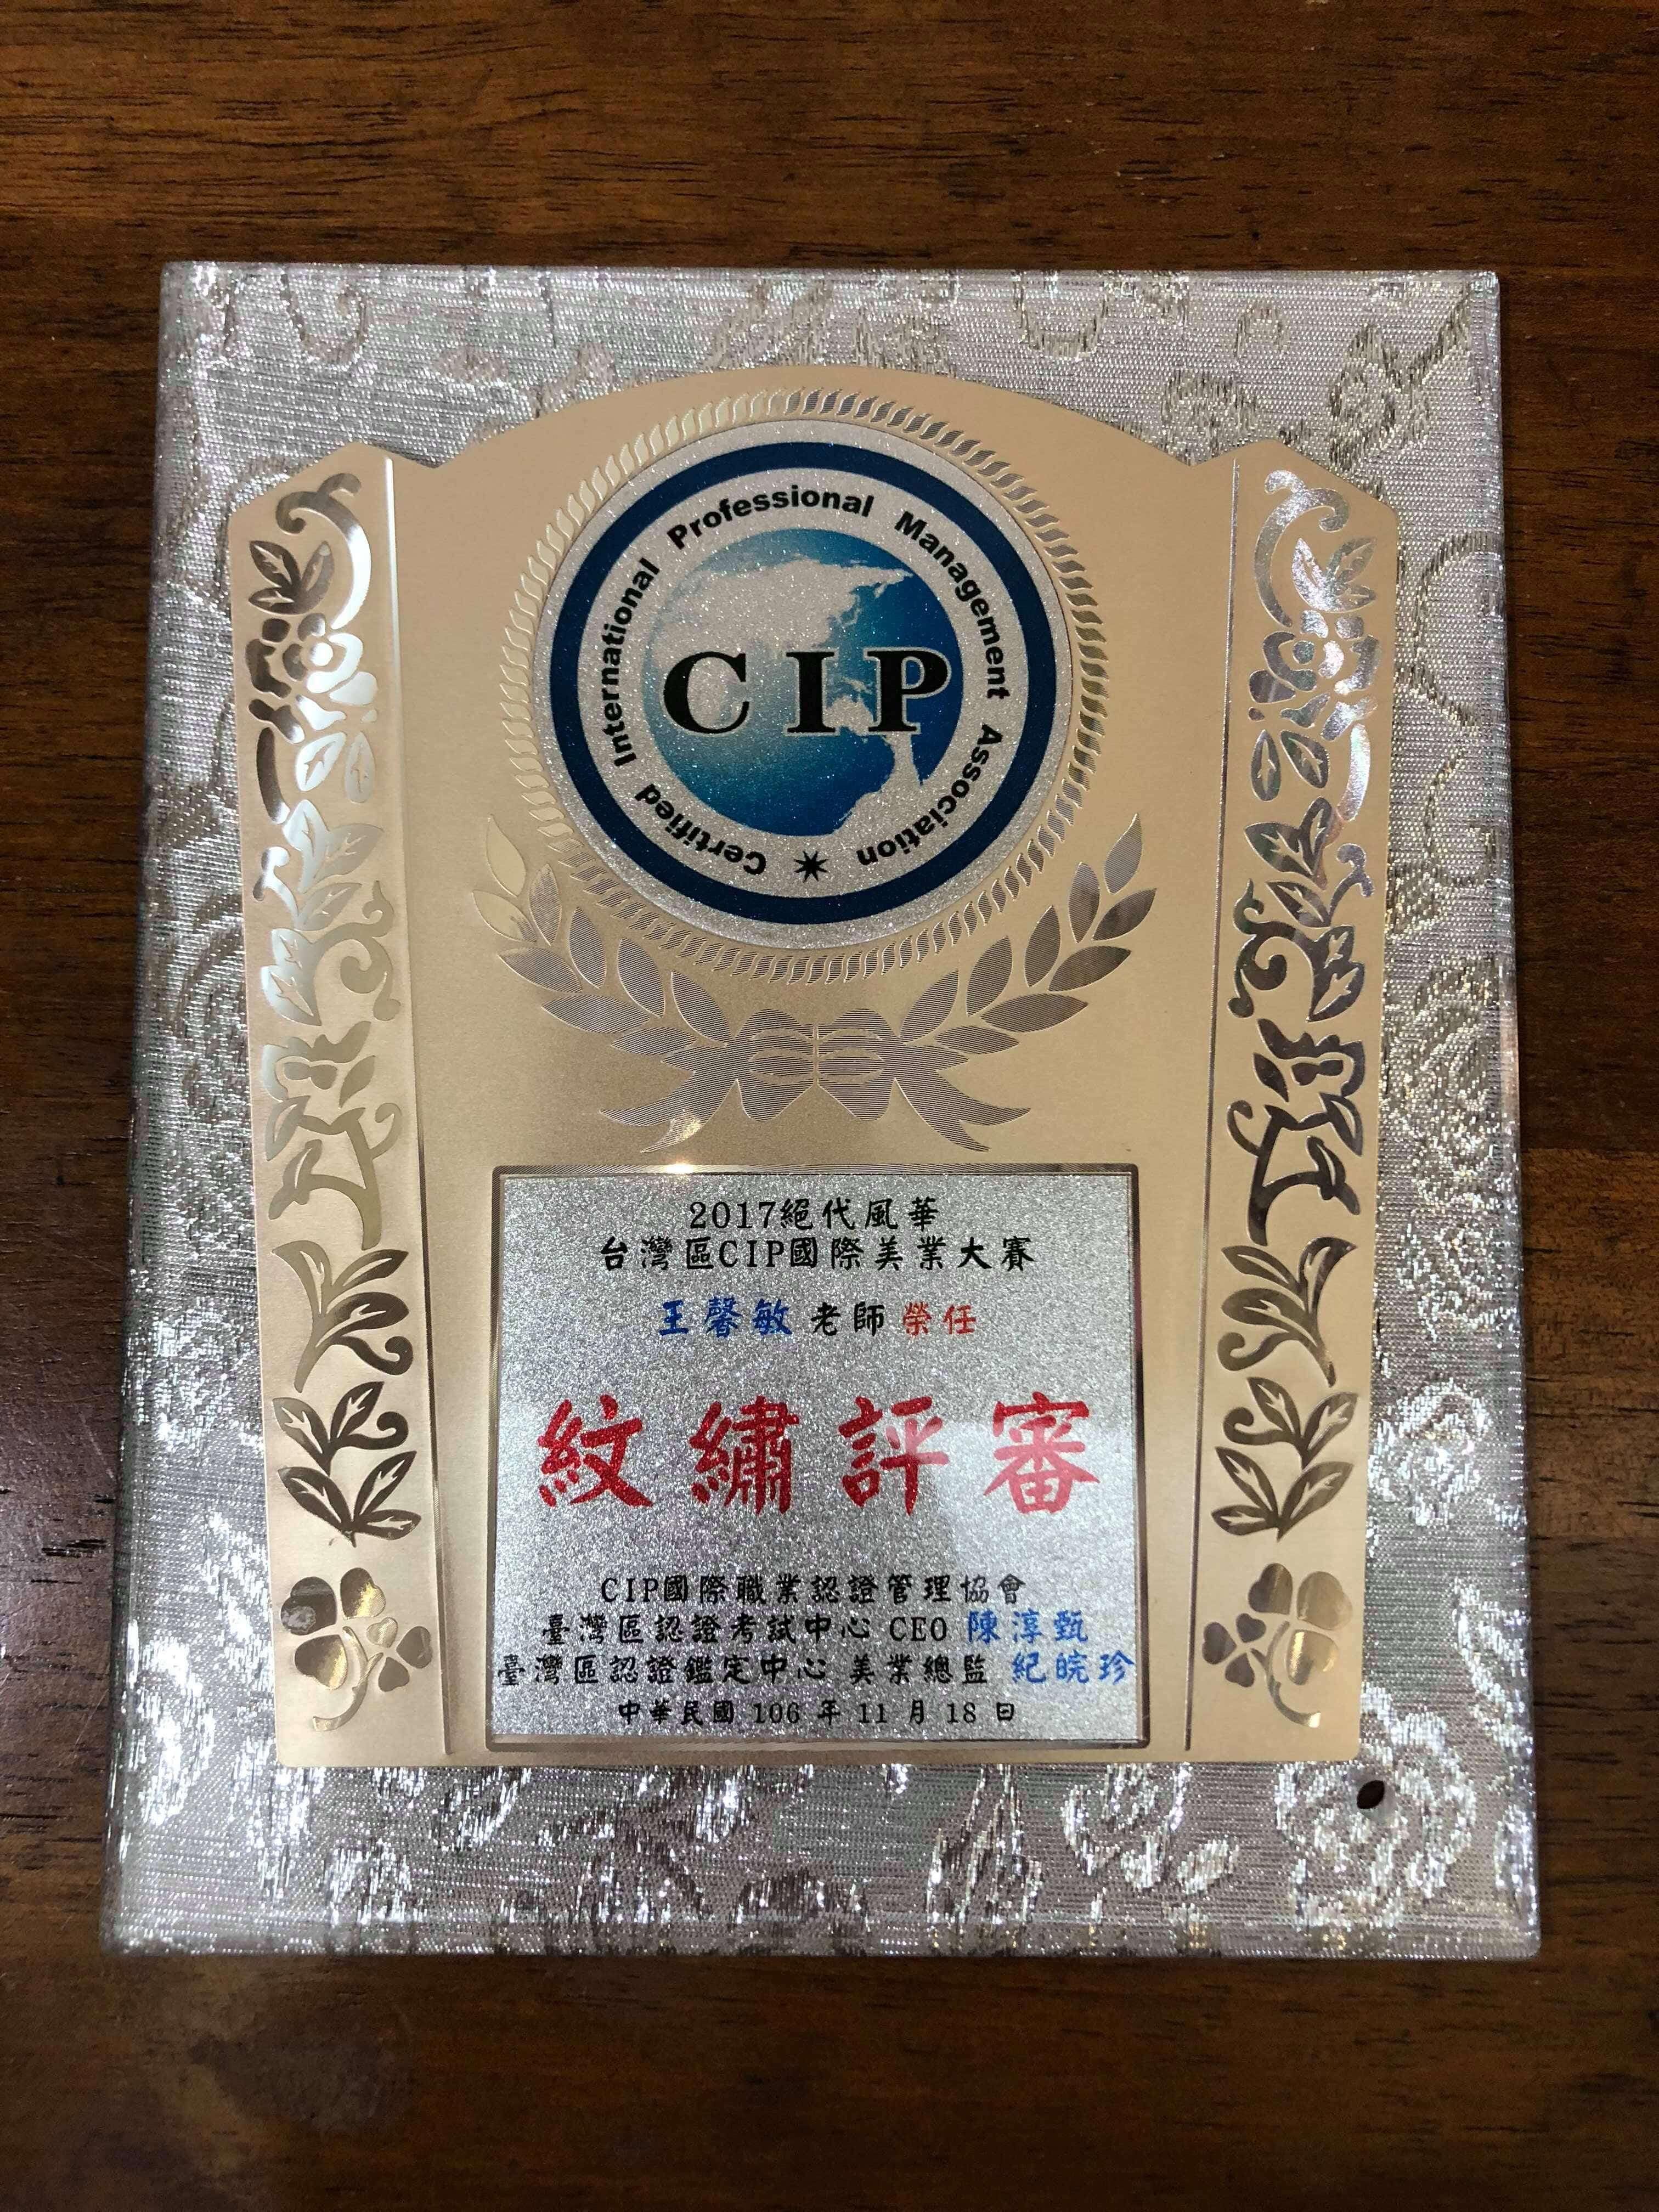 Certified International Professional Management Association
CIP
2017絕代風華
台灣區CIP國際美業大賽
王馨敏 老師 榮任
紋繡評審
CIP國際職業認證管理協會
臺灣區認證考試中心 CEO 陳淳甄
臺灣區認證鑑定中心 美業總監 紀皖珍
中華民國 106 年 11 月 18 日